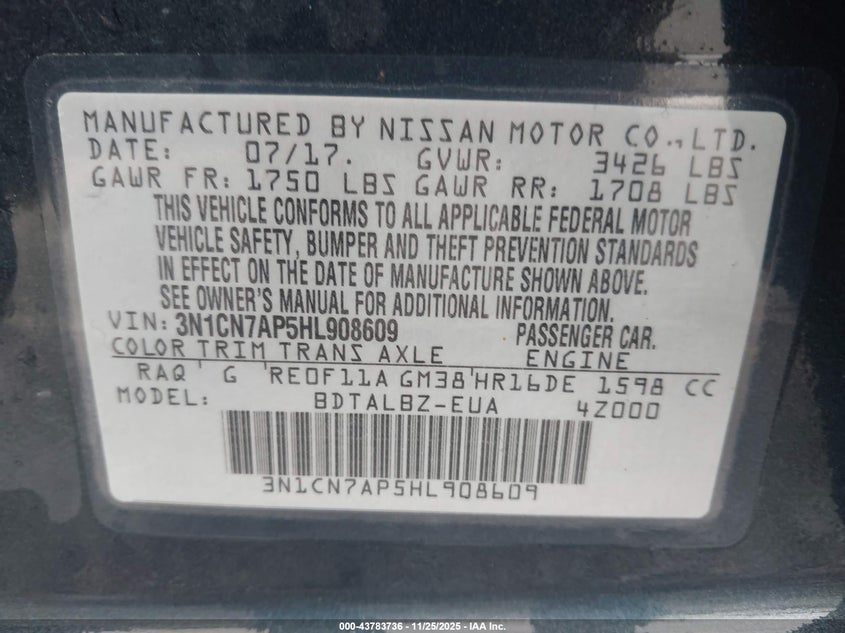 MANUFACTURED BY NISSAN MOTOR CO., LTD.
DATE: 07/17. GVWR: 3426 LBS
GAWR FR: 1750 LBS GAWR RR: 1708 LBS
THIS VEHICLE CONFORMS TO ALL APPLICABLE FEDERAL MOTOR
VEHICLE SAFETY, BUMPER AND THEFT PREVENTION STANDARDS
IN EFFECT ON THE DATE OF MANUFACTURE SHOWN ABOVE.
SEE OWNER'S MANUAL FOR ADDITIONAL INFORMATION.
VIN: 3N1CN7AP5HL908609 PASSENGER CAR.
COLOR TRIM TRANS AXLE ENGINE
RAQ G RE0F11A GM38 HR16DE 1598 CC
MODEL: BDTALBZ-EUA 4Z000
3N1CN7AP5HL908609
000-43783736 - 11/25/2025 - IAA Inc.